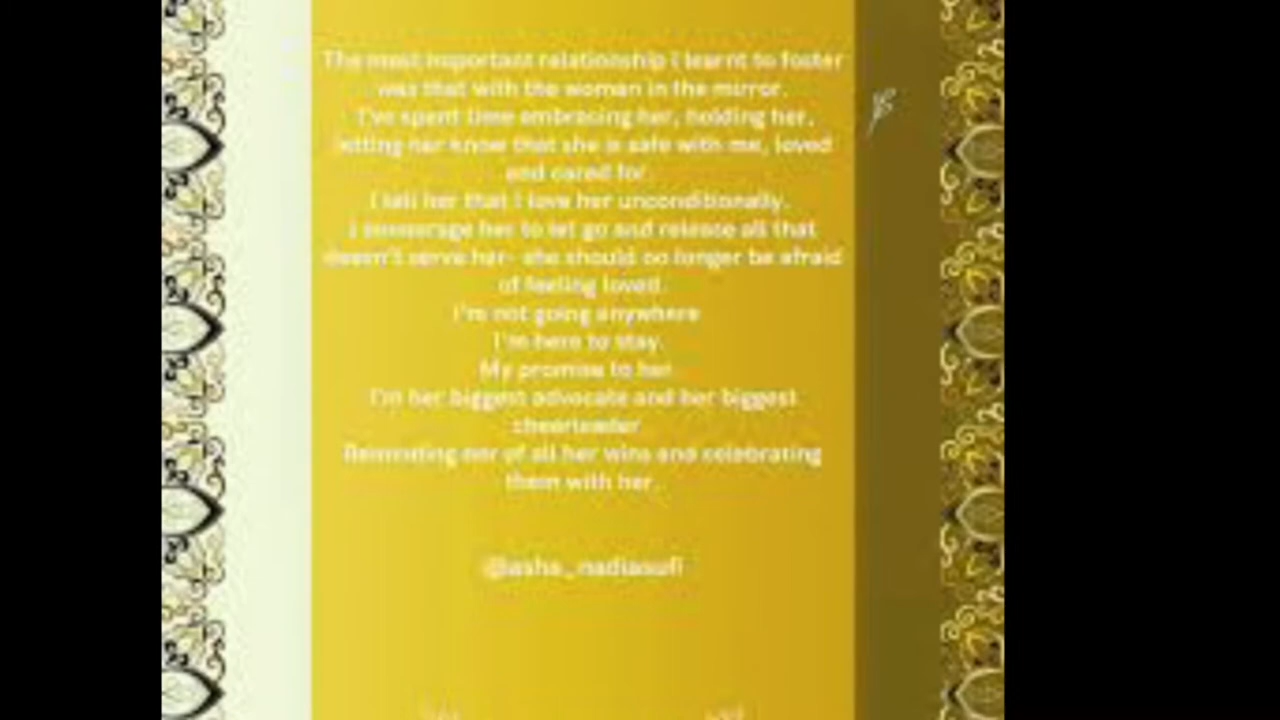 The most important relationship I learnt to foster
was that with the woman in the mirror.
I've spent time embracing her, holding her,
letting her know that she is safe with me, loved
and cared for
I tell her that I love her unconditionally.
I encourage her to let go and release all that
doesn't serve her- she should no longer be afraid
of feeling loved.
I'm not going anywhere
I'm here to stay.
My promise to her
I'm her biggest advocate and her biggest
cheerleader
Reminding her of all her wins and celebrating
them with her.
@asha_nadiasufi